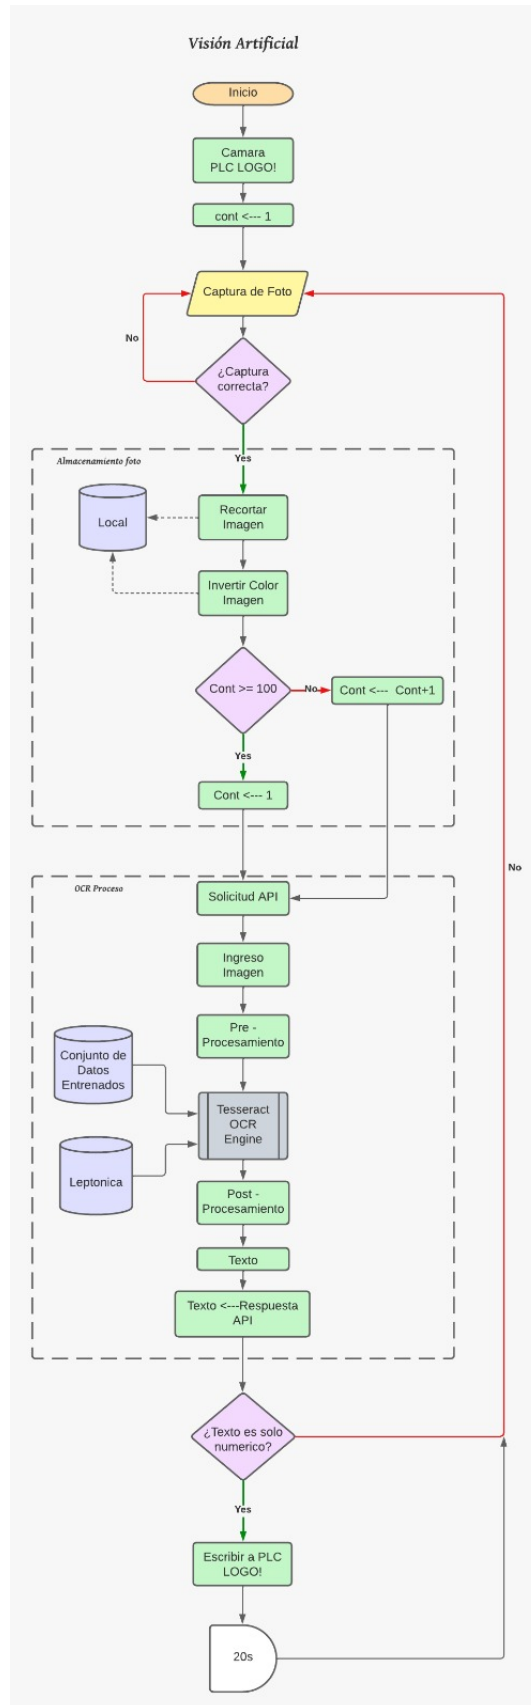 Visión Artificial
Inicio
Camara
PLC LOGO!
cont <--- 1
Captura de Foto
No
¿Captura
correcta?
Yes
Almacenamiento foto
Local
Recortar
Imagen
Invertir Color
Imagen
Cont >= 100
No
Cont <--- Cont+1
Yes
Cont <--- 1
No
OCR Proceso
Solicitud API
Ingreso
Imagen
Pre -
Procesamiento
Conjunto de
Datos
Entrenados
Tesseract
OCR
Engine
Leptonica
Post -
Procesamiento
Texto
Texto <---Respuesta
API
¿Texto es solo
numerico?
Yes
Escribir a PLC
LOGO!
20s